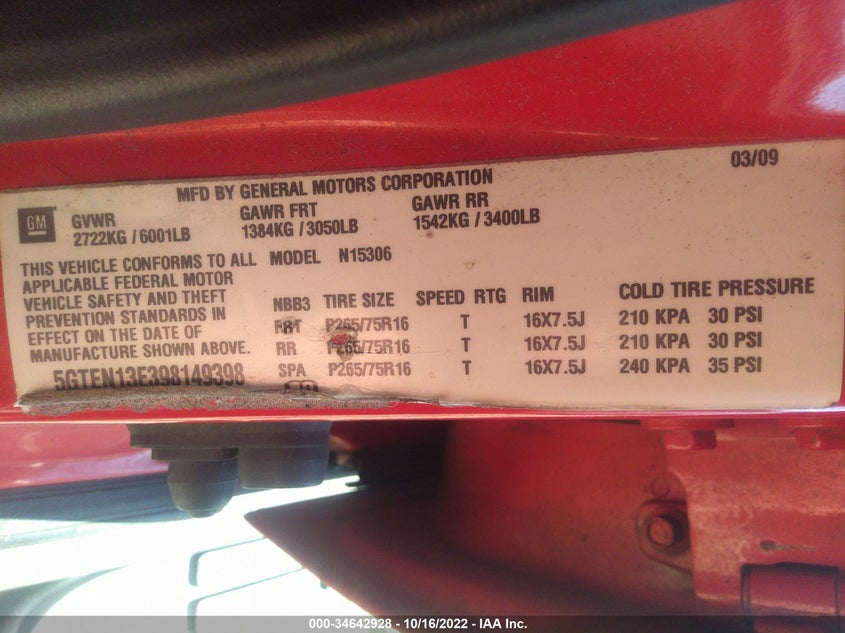 03/09
MFD BY GENERAL MOTORS CORPORATION
GM
GVWR GAWR FRT GAWR RR
2722KG / 6001LB 1384KG / 3050LB 1542KG / 3400LB
THIS VEHICLE CONFORMS TO ALL MODEL N15306
APPLICABLE FEDERAL MOTOR
VEHICLE SAFETY AND THEFT NBB3 TIRE SIZE SPEED RTG RIM COLD TIRE PRESSURE
PREVENTION STANDARDS IN FRT P265/75R16 T 16X7.5J 210 KPA 30 PSI
EFFECT ON THE DATE OF RR P265/75R16 T 16X7.5J 210 KPA 30 PSI
MANUFACTURE SHOWN ABOVE. SPA P265/75R16 T 16X7.5J 240 KPA 35 PSI
5GTEN13E398149398
000-34642928 - 10/16/2022 - IAA Inc.